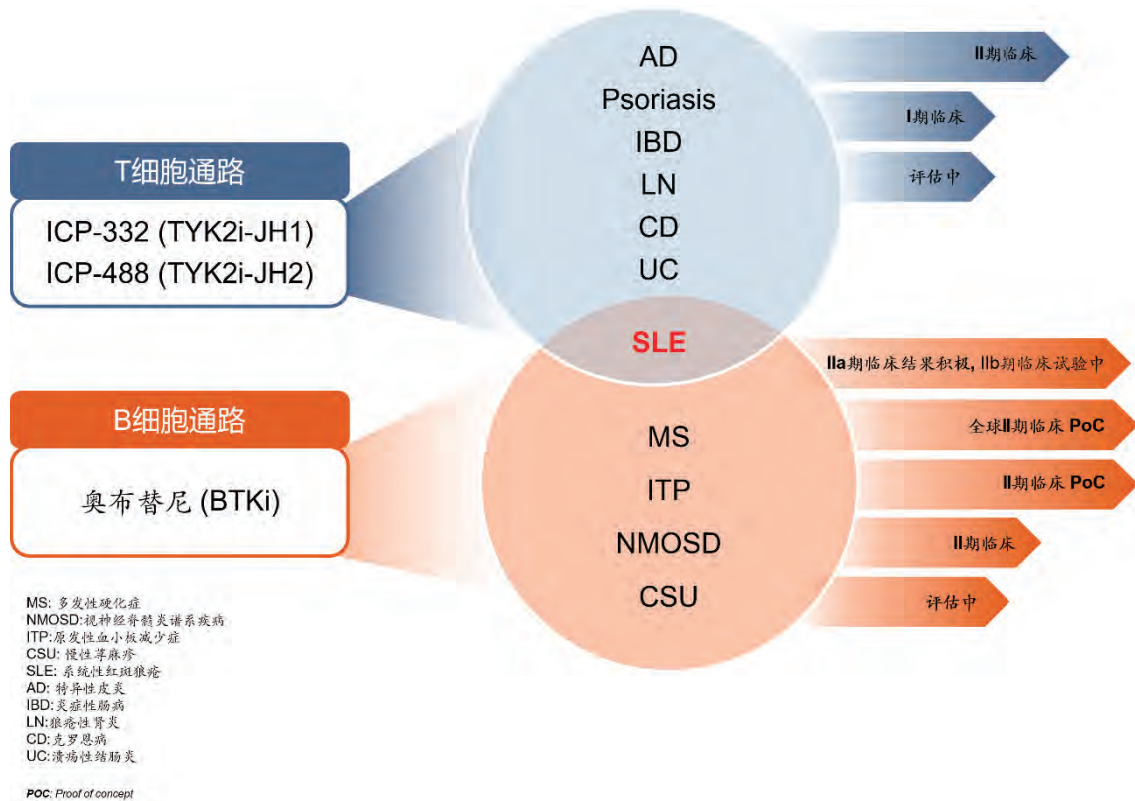 AD
Psoriasis
IBD
LN
CD
UC
SLE
II期临床
I期临床
评估中
T细胞通路
ICP-332 (TYK2i-JH1)
ICP-488 (TYK2i-JH2)
B细胞通路
奥布替尼 (BTKi)
MS
ITP
NMOSD
CSU
IIa期临床结果积极, IIb期临床试验中
全球II期临床 PoC
II期临床 PoC
II期临床
评估中
MS: 多发性硬化症
NMOSD:视神经脊髓炎谱系疾病
ITP:原发性血小板减少症
CSU: 慢性荨麻疹
SLE: 系统性红斑狼疮
AD: 特异性皮炎
IBD:炎症性肠病
LN:狼疮性肾炎
CD:克罗恩病
UC:溃疡性结肠炎
POC: Proof of concept